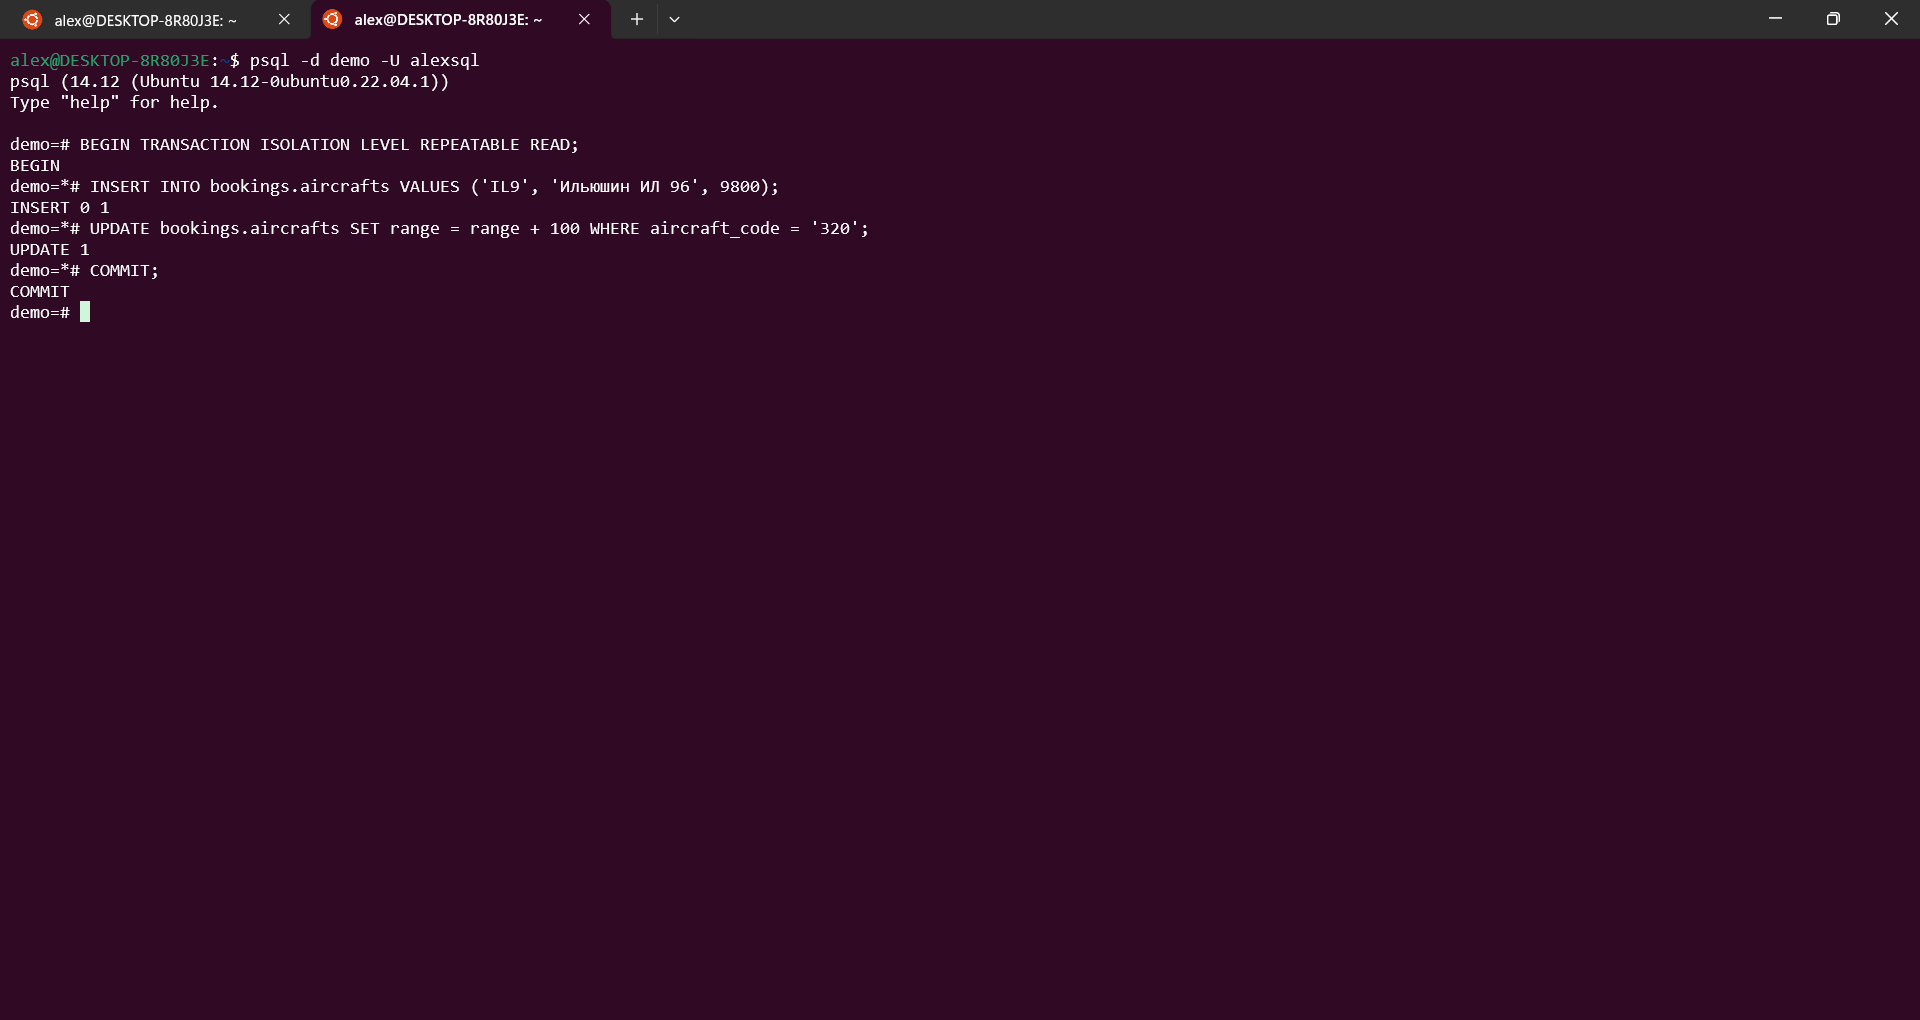 alex@DESKTOP-8R80J3E: ~
alex@DESKTOP-8R80J3E: ~
alex@DESKTOP-8R80J3E:~$ psql -d demo -U alexsql
psql (14.12 (Ubuntu 14.12-0ubuntu0.22.04.1))
Type "help" for help.
demo=# BEGIN TRANSACTION ISOLATION LEVEL REPEATABLE READ;
BEGIN
demo=*# INSERT INTO bookings.aircrafts VALUES ('IL9', 'Ильюшин ИЛ 96', 9800);
INSERT 0 1
demo=*# UPDATE bookings.aircrafts SET range = range + 100 WHERE aircraft_code = '320';
UPDATE 1
demo=*# COMMIT;
COMMIT
demo=#